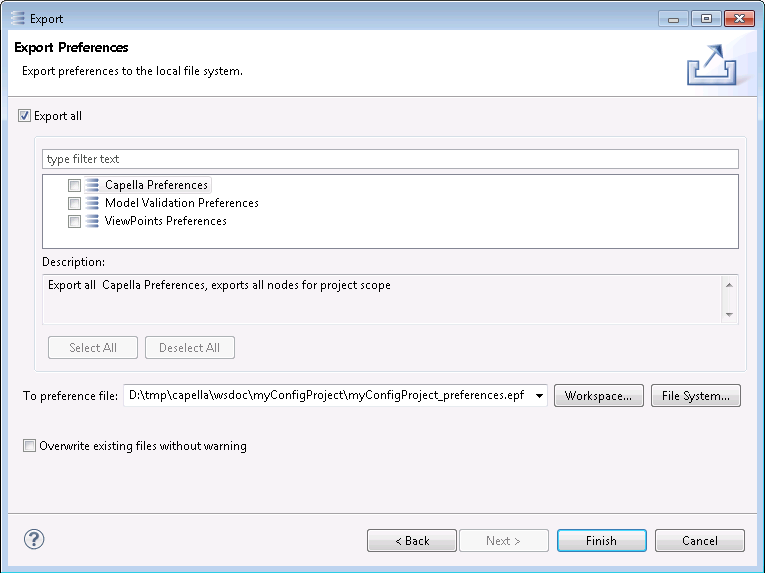 Export
Export Preferences
Export preferences to the local file system.
Export all
type filter text
Capella Preferences
Model Validation Preferences
ViewPoints Preferences
Description:
Export all  Capella Preferences, exports all nodes for project scope
Select All Deselect All
To preference file: D:\tmp\capella\wsdoc\myConfigProject\myConfigProject_preferences.epf Workspace... File System...
Overwrite existing files without warning
? < Back Next > Finish Cancel